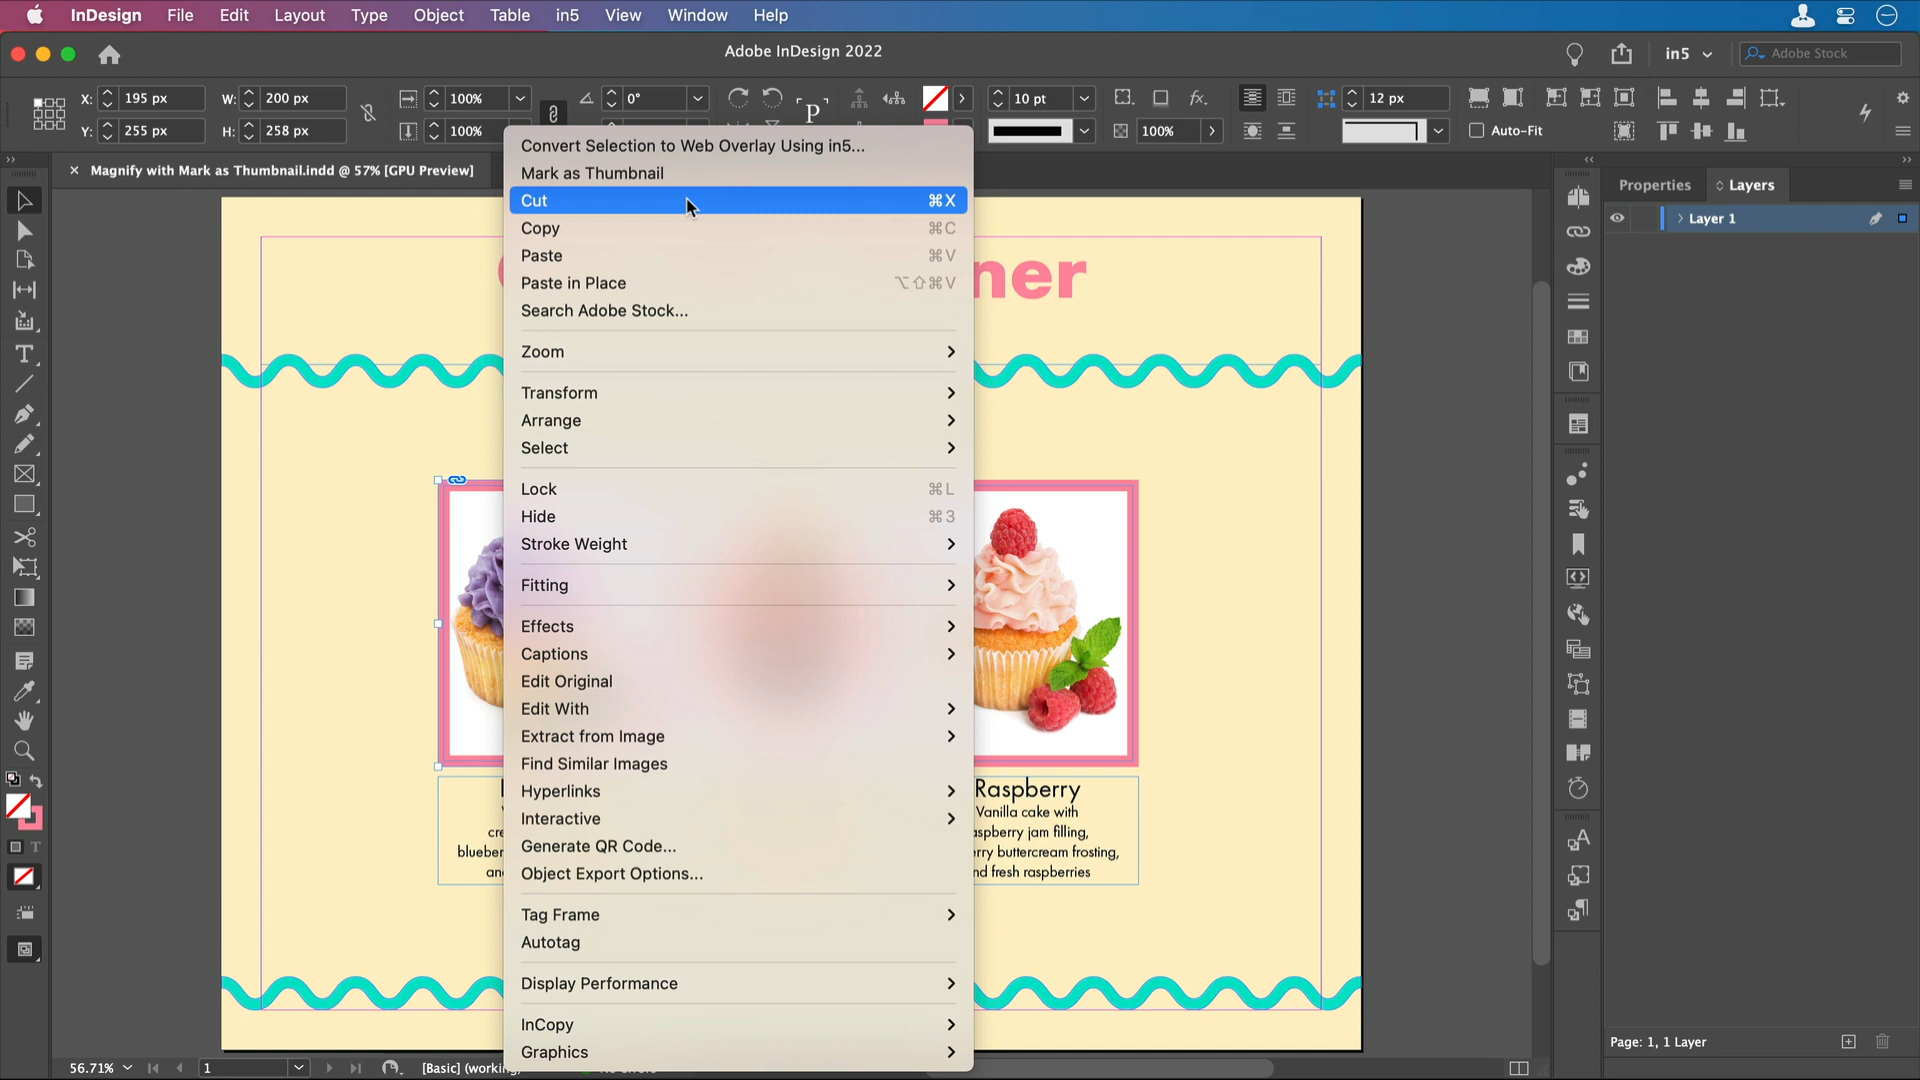 InDesign File Edit Layout Type Object Table in5 View Window Help
Adobe InDesign 2022
in5
Adobe Stock
X: 195 px W: 200 px 100% 0° P 10 pt fx. 12 px
Y: 255 px H: 258 px 100% 100% Auto-Fit
× Magnify with Mark as Thumbnail.indd @ 57% [GPU Preview]
Properties Layers
Layer 1
Convert Selection to Web Overlay Using in5...
Mark as Thumbnail
Cut ⌘X
Copy ⌘C
Paste ⌘V
Paste in Place ⌥⇧⌘V
Search Adobe Stock...
Zoom
Transform
Arrange
Select
Lock ⌘L
Hide ⌘3
Stroke Weight
Fitting
Effects
Captions
Edit Original
Edit With
Extract from Image
Find Similar Images
Hyperlinks
Interactive
Generate QR Code...
Object Export Options...
Tag Frame
Autotag
Display Performance
InCopy
Graphics
ner
Raspberry
Vanilla cake with
aspberry jam filling,
rry buttercream frosting,
nd fresh raspberries
cre
blueber
an
56.71% 1 [Basic] (working)
Page: 1, 1 Layer